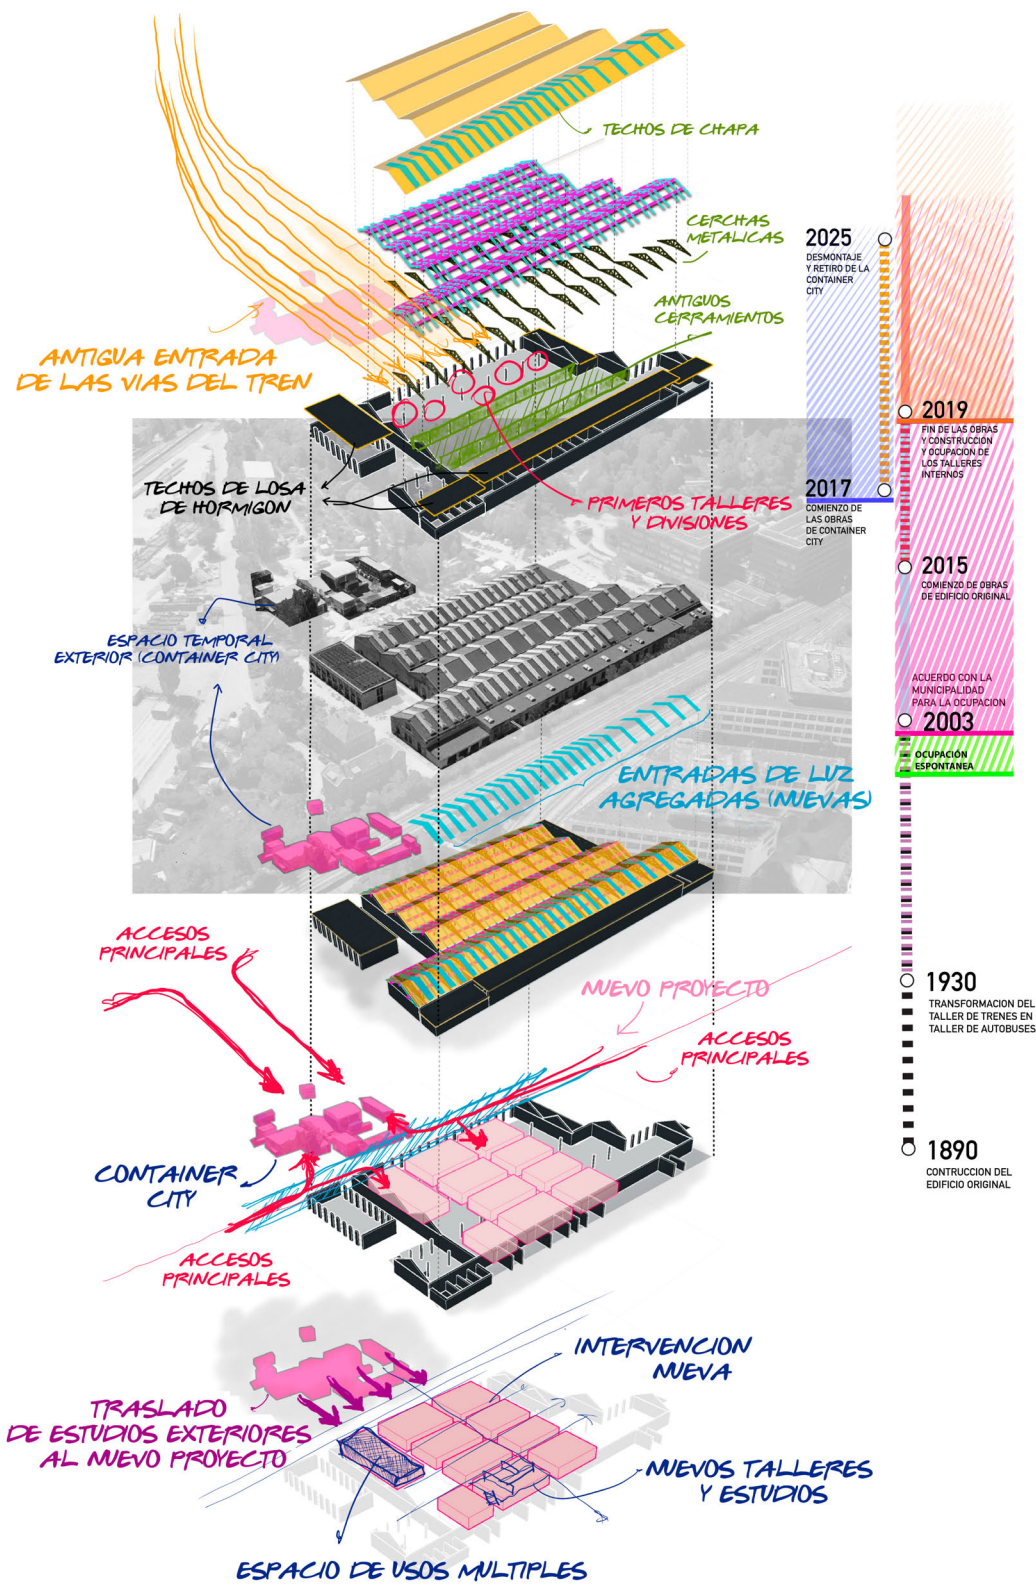 TECHOS DE CHAPA
CERCHAS
METALICAS
ANTIGUOS
CERRAMIENTOS
ANTIGUA ENTRADA
DE LAS VIAS DEL TREN
TECHOS DE LOSA
DE HORMIGON
PRIMEROS TALLERES
Y DIVISIONES
ESPACIO TEMPORAL
EXTERIOR (CONTAINER CITY)
ENTRADAS DE LUZ
AGREGADAS (NUEVAS)
ACCESOS
PRINCIPALES
NUEVO PROYECTO
ACCESOS
PRINCIPALES
CONTAINER
CITY
ACCESOS
PRINCIPALES
INTERVENCION
NUEVA
TRASLADO
DE ESTUDIOS EXTERIORES
AL NUEVO PROYECTO
NUEVOS TALLERES
Y ESTUDIOS
ESPACIO DE USOS MULTIPLES
2025
DESMONTAJE
Y RETIRO DE LA
CONTAINER
CITY
2019
FIN DE LAS OBRAS
Y CONSTRUCCION
Y OCUPACION DE
LOS TALLERES
INTERNOS
2017
COMIENZO DE
LAS OBRAS
DE CONTAINER
CITY
2015
COMIENZO DE OBRAS
DE EDIFICIO ORIGINAL
ACUERDO CON LA
MUNICIPALIDAD
PARA LA OCUPACION
2003
OCUPACIÓN
ESPONTANEA
1930
TRANSFORMACION DEL
TALLER DE TRENES EN
TALLER DE AUTOBUSES
1890
CONTRUCCION DEL
EDIFICIO ORIGINAL